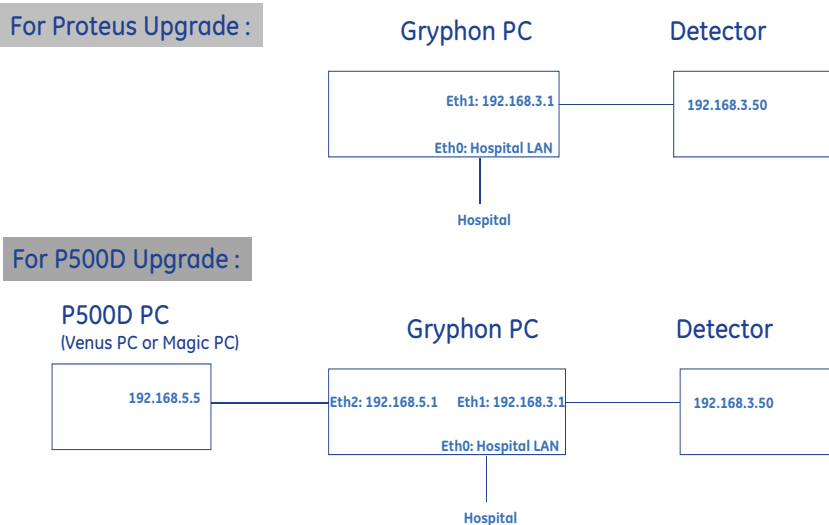 For Proteus Upgrade :
Gryphon PC
Detector
Eth1: 192.168.3.1
192.168.3.50
Eth0: Hospital LAN
Hospital
For P500D Upgrade :
P500D PC
(Venus PC or Magic PC)
Gryphon PC
Detector
192.168.5.5
Eth2: 192.168.5.1
Eth1: 192.168.3.1
192.168.3.50
Eth0: Hospital LAN
Hospital